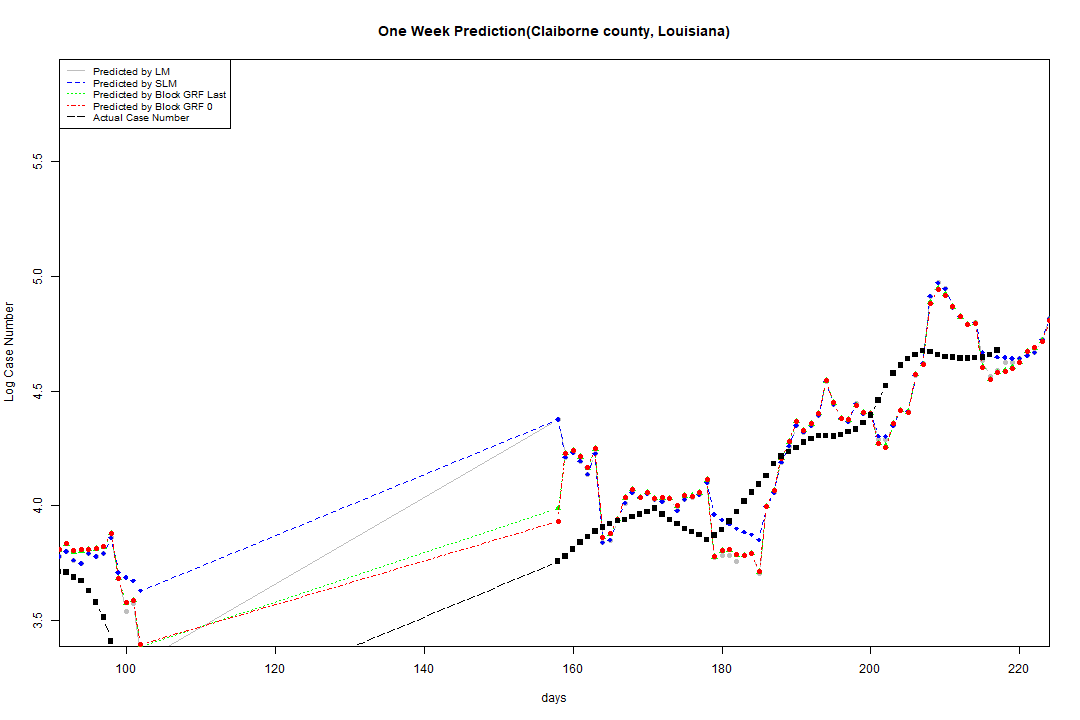 One Week Prediction(Claiborne county, Louisiana)
Predicted by LM
Predicted by SLM
Predicted by Block GRF Last
Predicted by Block GRF 0
Actual Case Number
5.5
5.0
4.5
4.0
3.5
Log Case Number
100 120 140 160 180 200 220
days